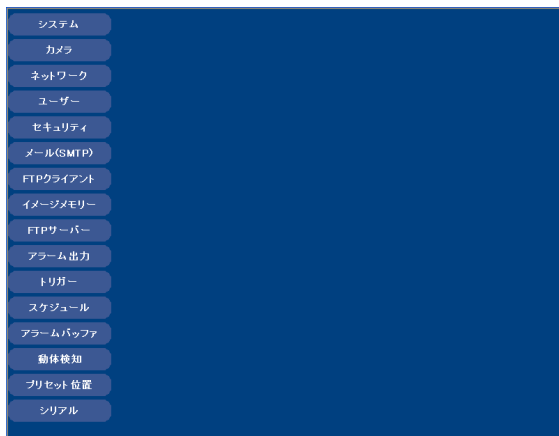 システム
カメラ
ネットワーク
ユーザー
セキュリティ
メール(SMTP)
FTPクライアント
イメージメモリー
FTPサーバー
アラーム出力
トリガー
スケジュール
アラームバッファ
動体検知
プリセット位置
シリアル